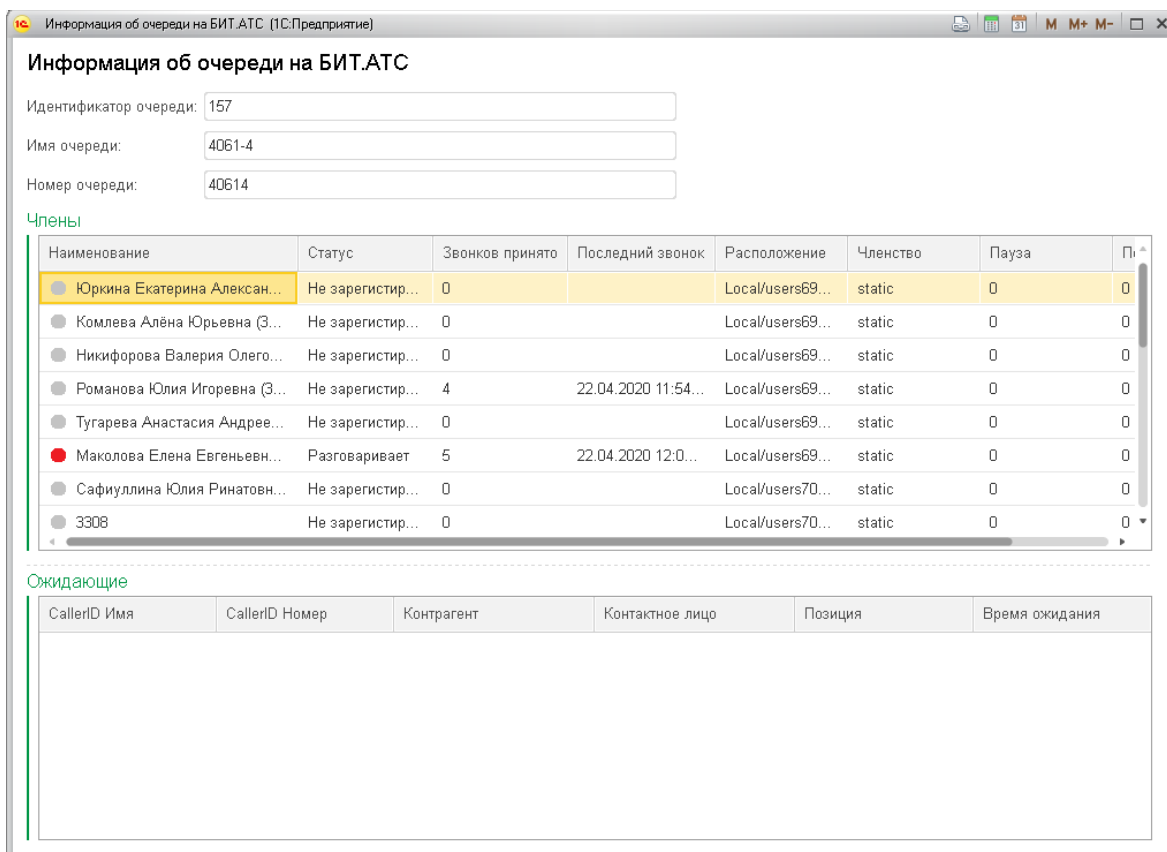 1С Информация об очереди на БИТ.АТС (1С:Предприятие) 31 M M+ M-
Информация об очереди на БИТ.АТС
Идентификатор очереди: 157
Имя очереди: 4061-4
Номер очереди: 40614
Члены
Наименование Статус Звонков принято Последний звонок Расположение Членство Пауза
Юркина Екатерина Алексан... Не зарегистир... 0 Local/users69... static 0 0
Комлева Алёна Юрьевна (3... Не зарегистир... 0 Local/users69... static 0 0
Никифорова Валерия Олего... Не зарегистир... 0 Local/users69... static 0 0
Романова Юлия Игоревна (3... Не зарегистир... 4 22.04.2020 11:54... Local/users69... static 0 0
Тугарева Анастасия Андрее... Не зарегистир... 0 Local/users69... static 0 0
Маколова Елена Евгеньевн... Разговаривает 5 22.04.2020 12:0... Local/users69... static 0 0
Сафиуллина Юлия Ринатовн... Не зарегистир... 0 Local/users70... static 0 0
3308 Не зарегистир... 0 Local/users70... static 0 0
Ожидающие
CallerID Имя CallerID Номер Контрагент Контактное лицо Позиция Время ожидания